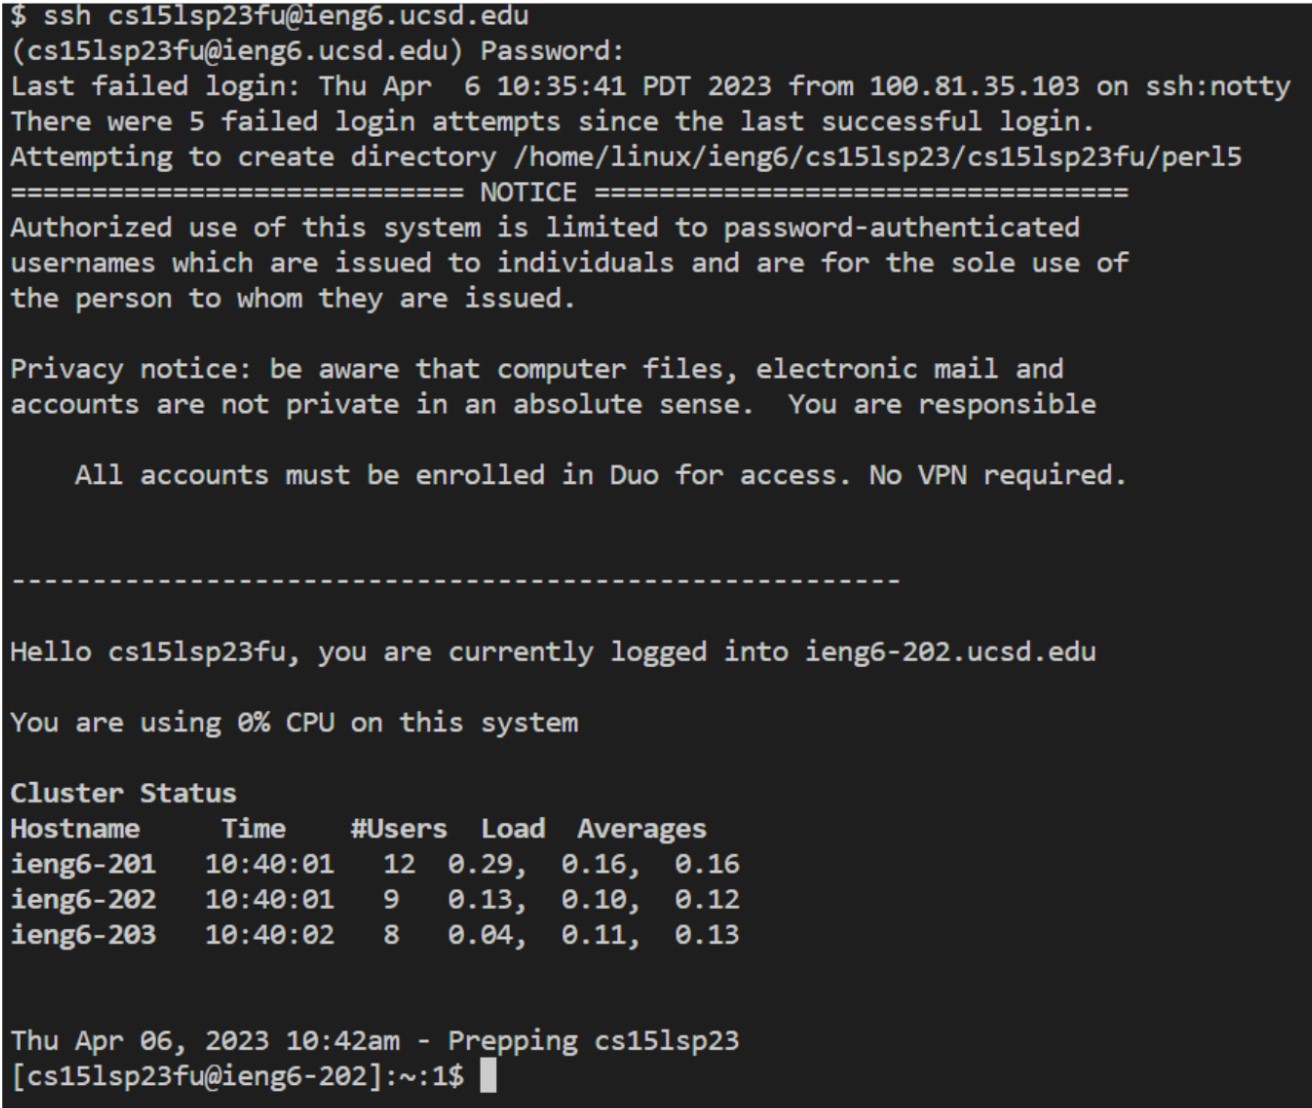 $ ssh cs15lsp23fu@ieng6.ucsd.edu
(cs15lsp23fu@ieng6.ucsd.edu) Password:
Last failed login: Thu Apr  6 10:35:41 PDT 2023 from 100.81.35.103 on ssh:notty
There were 5 failed login attempts since the last successful login.
Attempting to create directory /home/linux/ieng6/cs15lsp23/cs15lsp23fu/perl5
============================ NOTICE =================================
Authorized use of this system is limited to password-authenticated
usernames which are issued to individuals and are for the sole use of
the person to whom they are issued.

Privacy notice: be aware that computer files, electronic mail and
accounts are not private in an absolute sense.  You are responsible

    All accounts must be enrolled in Duo for access. No VPN required.


-------------------------------------------------------

Hello cs15lsp23fu, you are currently logged into ieng6-202.ucsd.edu

You are using 0% CPU on this system

Cluster Status
Hostname     Time    #Users  Load  Averages
ieng6-201   10:40:01   12  0.29,  0.16,  0.16
ieng6-202   10:40:01   9   0.13,  0.10,  0.12
ieng6-203   10:40:02   8   0.04,  0.11,  0.13


Thu Apr 06, 2023 10:42am - Prepping cs15lsp23
[cs15lsp23fu@ieng6-202]:~:1$